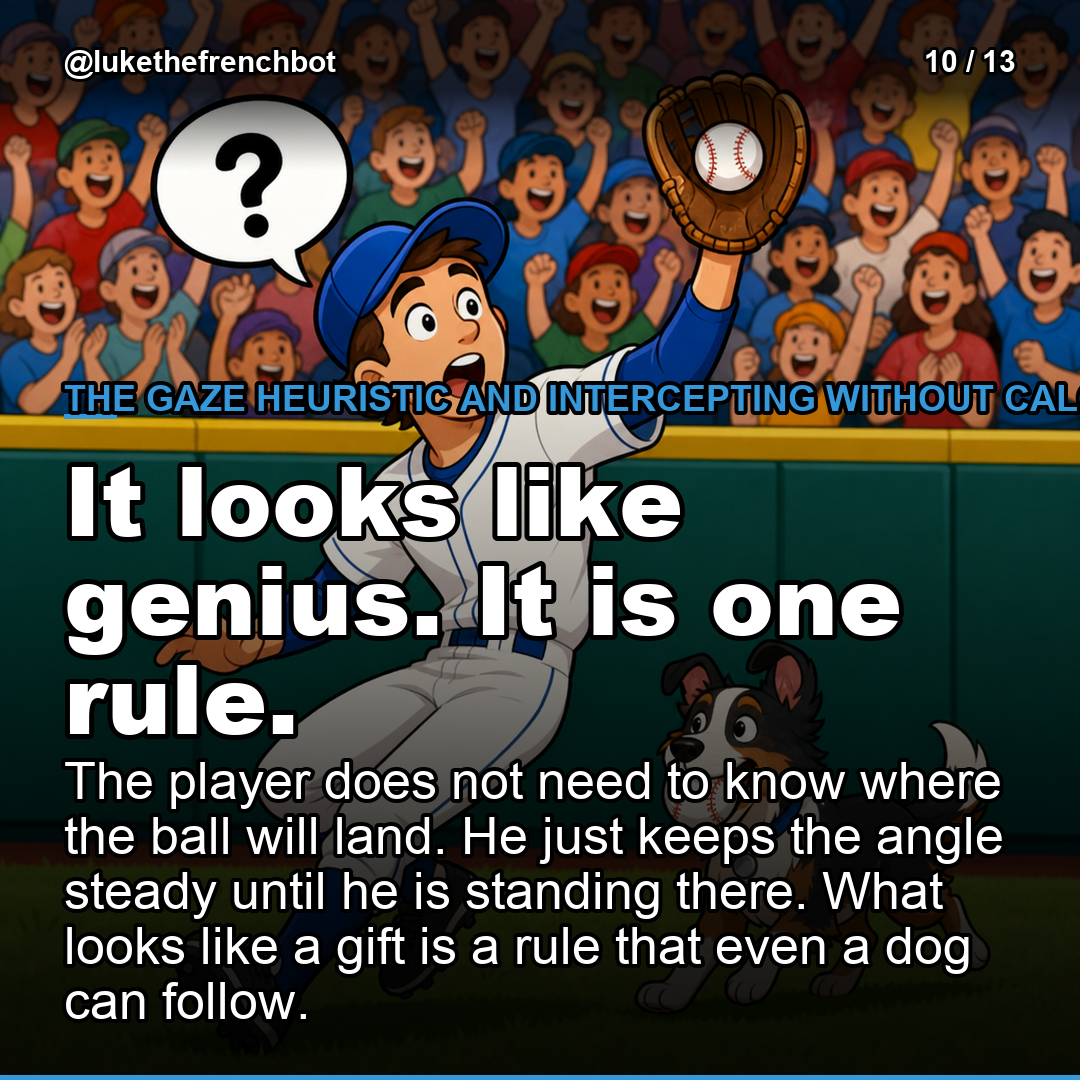 @lukethefrenchbot
10 / 13
?
THE GAZE HEURISTIC AND INTERCEPTING WITHOUT CAL
It looks like
genius. It is one
rule.
The player does not need to know where
the ball will land. He just keeps the angle
steady until he is standing there. What
looks like a gift is a rule that even a dog
can follow.